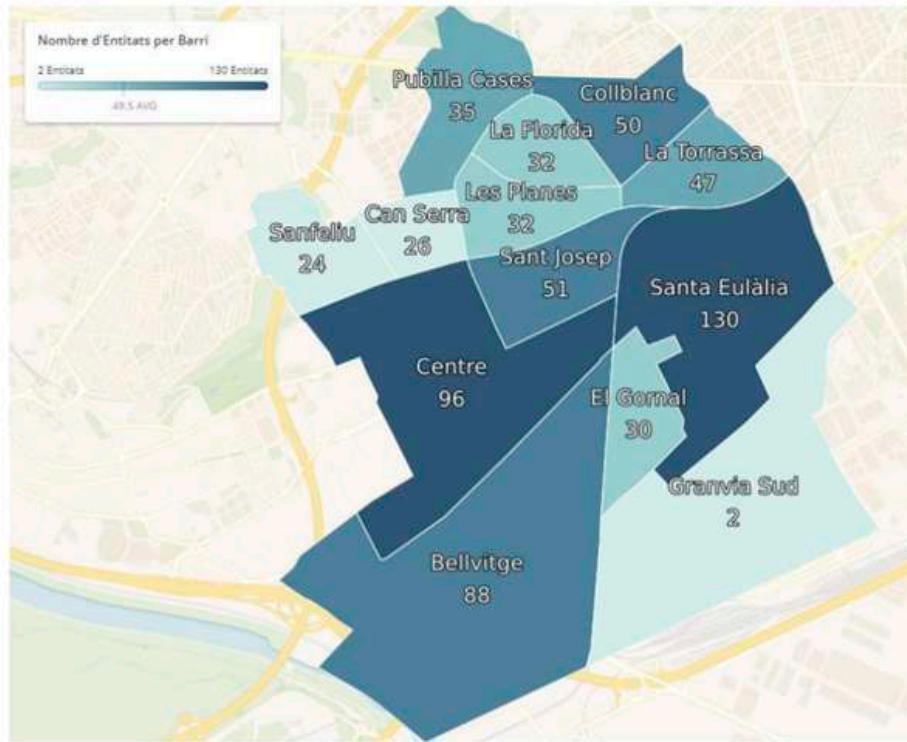 Nombre d'Entitats per Barri
2 Entitats 130 Entitats
49.5 AVG
Pubilla Cases
35
Collblanc
50
La Florida
32
La Torrassa
47
Les Planes
32
Can Serra
26
Sanfeliu
24
Sant Josep
51
Santa Eulàlia
130
Centre
96
El Gornal
30
Granvia Sud
2
Bellvitge
88